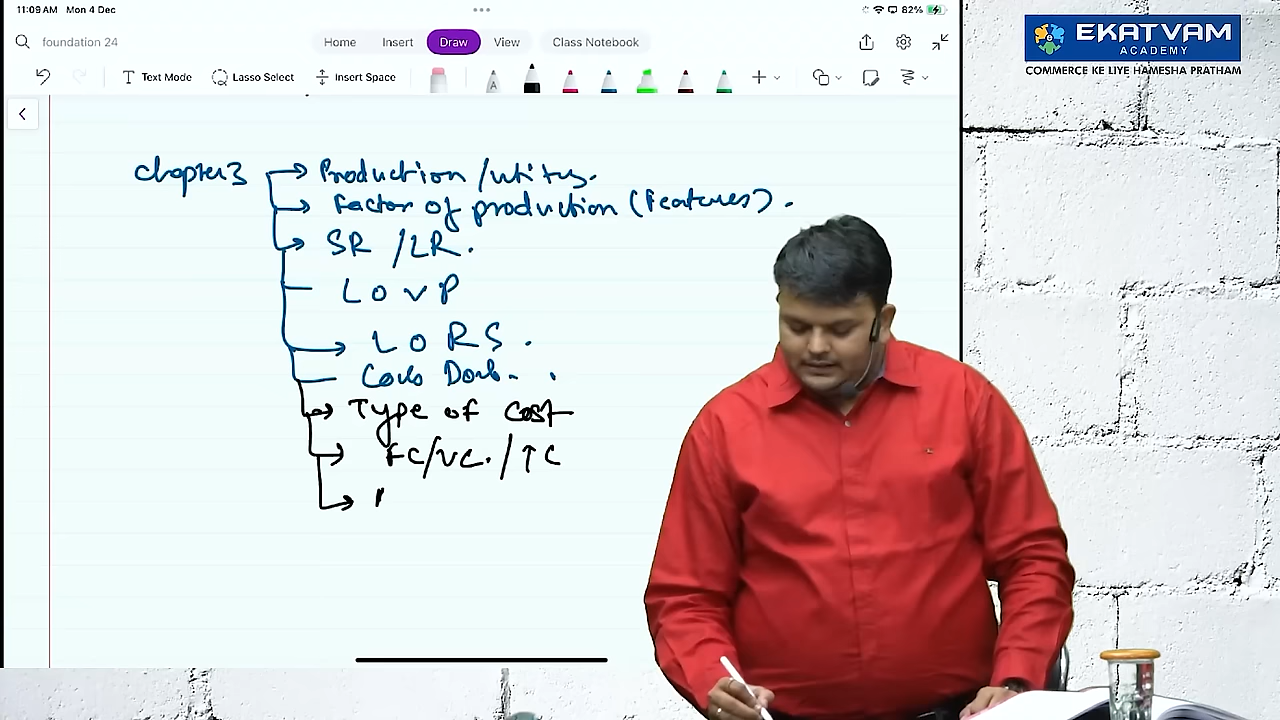 11:09 AM Mon 4 Dec
82%
foundation 24
Home Insert Draw View Class Notebook
Text Mode
Lasso Select
Insert Space
EKATVAM
ACADEMY
COMMERCE KE LIYE HAMESHA PRATHAM
Chapter 3 → Production /utility.
→ Factor of production (Features).
→ SR /LR.
L O V P
→ L O R S .
Cobb Doub. .
→ Type of cost
→ FC/VC. / TC
→